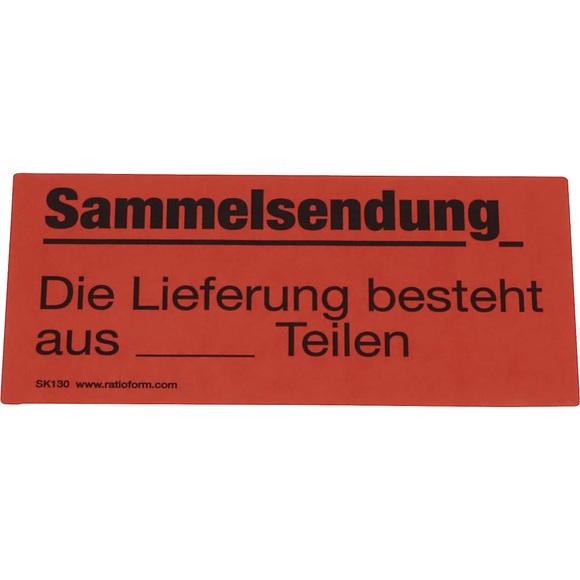 Sammelsendung
Die Lieferung besteht
aus _____ Teilen
SK130 www.ratioform.com